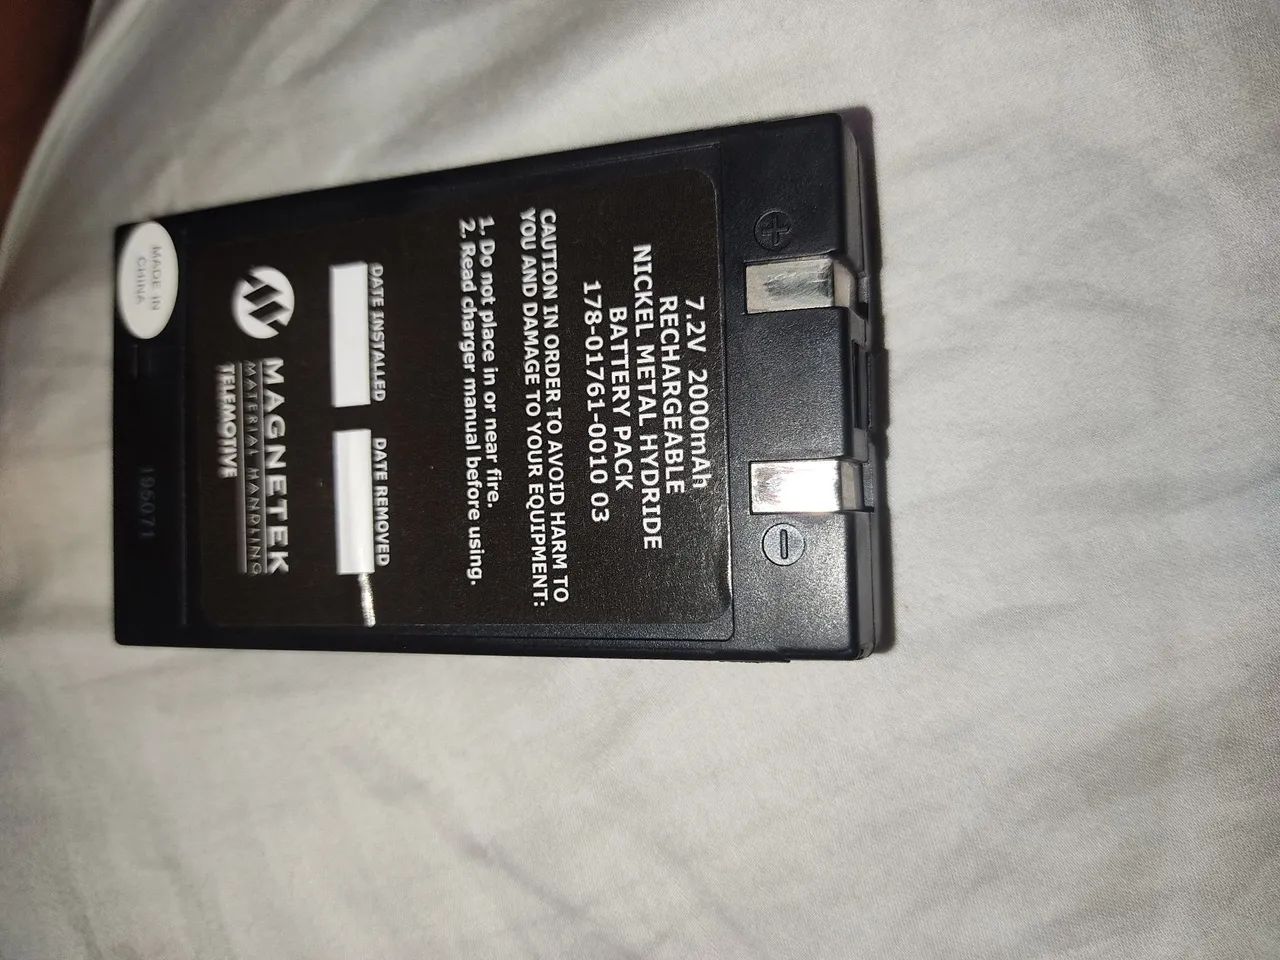 +
-
7.2V 2000mAh
RECHARGEABLE
NICKEL METAL HYDRIDE
BATTERY PACK
178-01761-0010 03
CAUTION IN ORDER TO AVOID HARM TO
YOU AND DAMAGE TO YOUR EQUIPMENT:
1. Do not place in or near fire.
2. Read charger manual before using.
DATE INSTALLED
DATE REMOVED
MAGNETEK
MATERIAL HANDLING
TELEMOTIVE
MADE IN
CHINA
195071